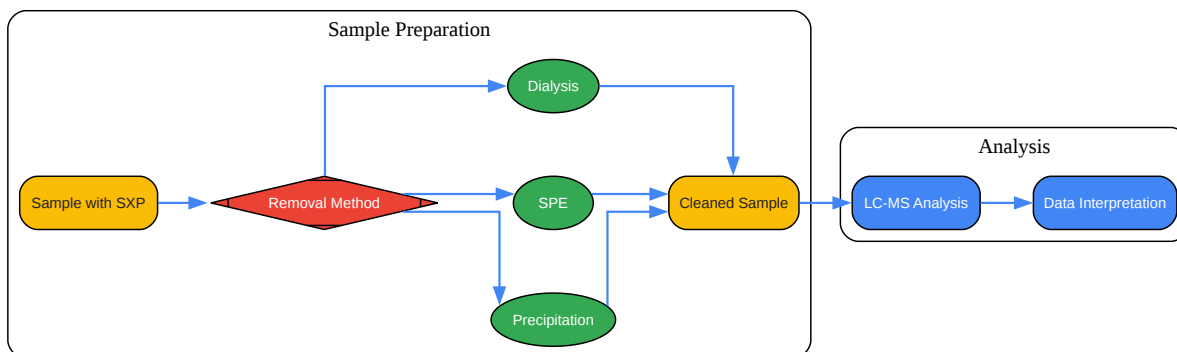 Sample Preparation
Dialysis
Analysis
Sample with SXP
Removal Method
SPE
Cleaned Sample
LC-MS Analysis
Data Interpretation
Precipitation